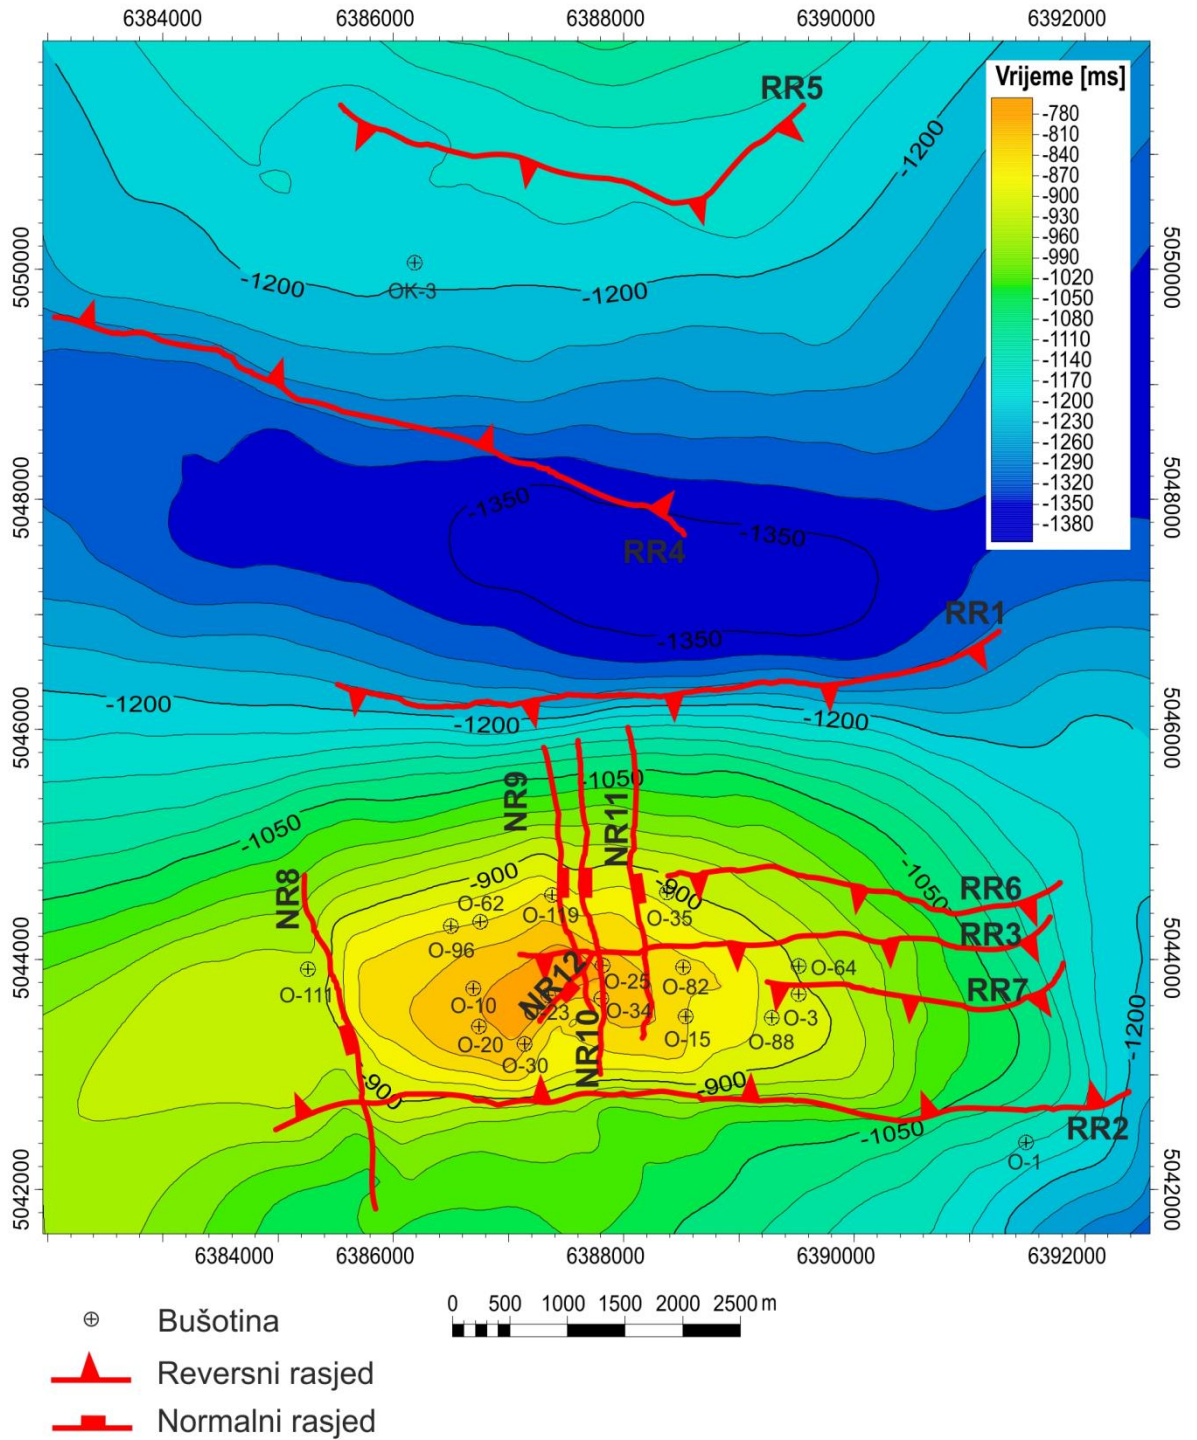 6384000 6386000 6388000 6390000 6392000
Vrijeme [ms]
-780
-810
-840
-870
-900
-930
-960
-990
-1020
-1050
-1080
-1110
-1140
-1170
-1200
-1230
-1260
-1290
-1320
-1350
-1380
RR5
-1200
5050000
5050000
OK-3
-1200
-1200
5048000
5048000
-1350
-1350
RR4
-1350
RR1
-1200
-1200
-1200
5046000
5046000
NR9
-1050
NR11
-1050
-1050
NR8
-900
-900
O-62
O-119
O-35
O-96
RR6
RR3
RR7
5044000
5044000
O-111
O-10
NR12
O-25
O-82
O-64
O-23
O-34
O-3
O-20
O-30
NR10
O-15
O-88
-1200
-900
-900
-1050
RR2
O-1
5042000
5042000
6384000 6386000 6388000 6390000 6392000
0 500 1000 1500 2000 2500 m
Bušotina
Reversni rasjed
Normalni rasjed